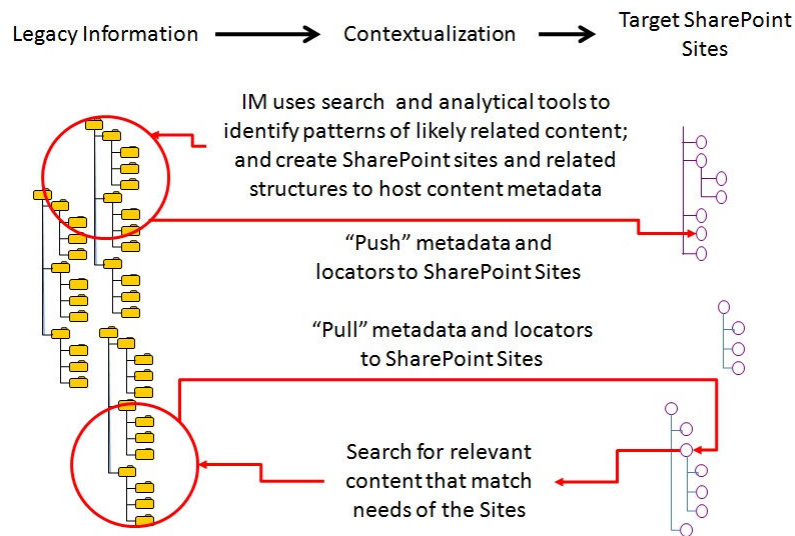 Legacy Information
Contextualization
Target SharePoint
Sites
IM uses search and analytical tools to
identify patterns of likely related content;
and create SharePoint sites and related
structures to host content metadata
“Push” metadata and
locators to SharePoint Sites
“Pull” metadata and locators
to SharePoint Sites
Search for relevant
content that match
needs of the Sites